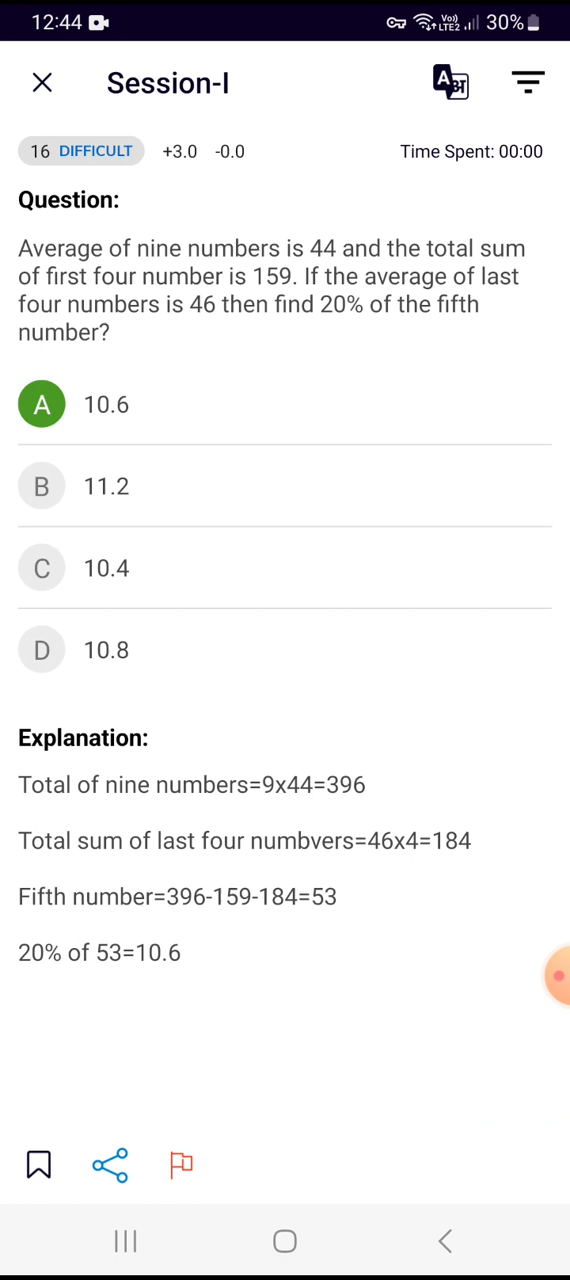 12:44
Vo)) LTE2 30%
Session-I
16 DIFFICULT +3.0 -0.0 Time Spent: 00:00
Question:
Average of nine numbers is 44 and the total sum
of first four number is 159. If the average of last
four numbers is 46 then find 20% of the fifth
number?
A 10.6
B 11.2
C 10.4
D 10.8
Explanation:
Total of nine numbers=9x44=396
Total sum of last four numbvers=46x4=184
Fifth number=396-159-184=53
20% of 53=10.6